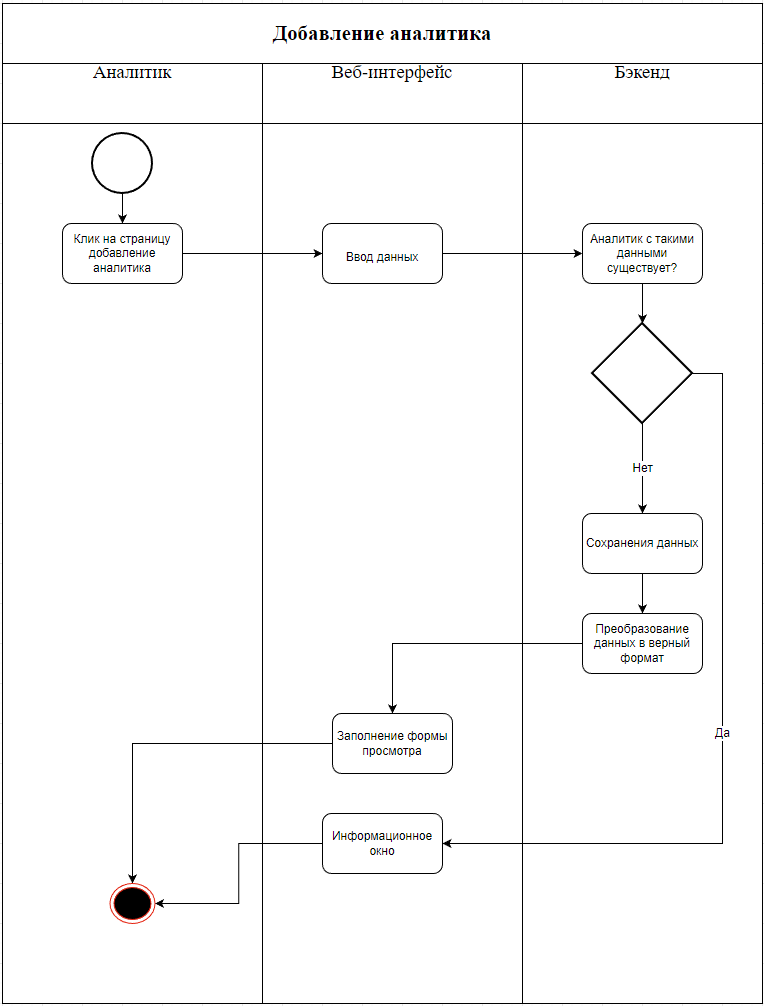 Добавление аналитика
Аналитик
Веб-интерфейс
Бэкенд
Клик на страницу
добавление
аналитика
Ввод данных
Аналитик с такими
данными
существует?
Нет
Сохранения данных
Преобразование
данных в верный
формат
Да
Заполнение формы
просмотра
Информационное
окно